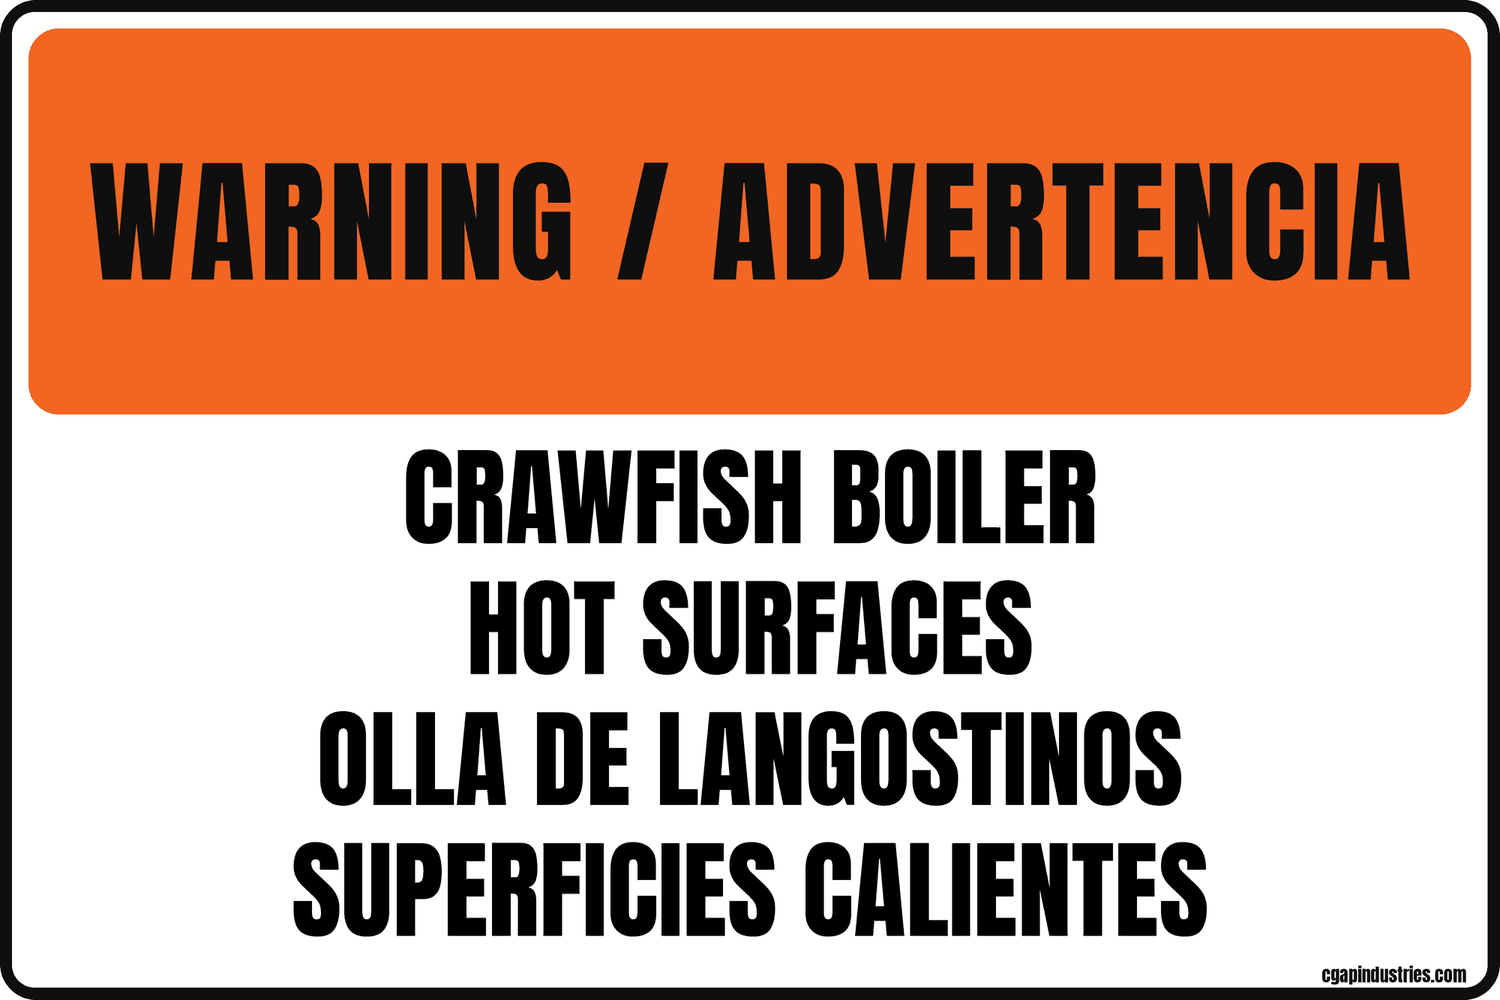 WARNING / ADVERTENCIA
CRAWFISH BOILER
HOT SURFACES
OLLA DE LANGOSTINOS
SUPERFICIES CALIENTES
cgapindustries.com